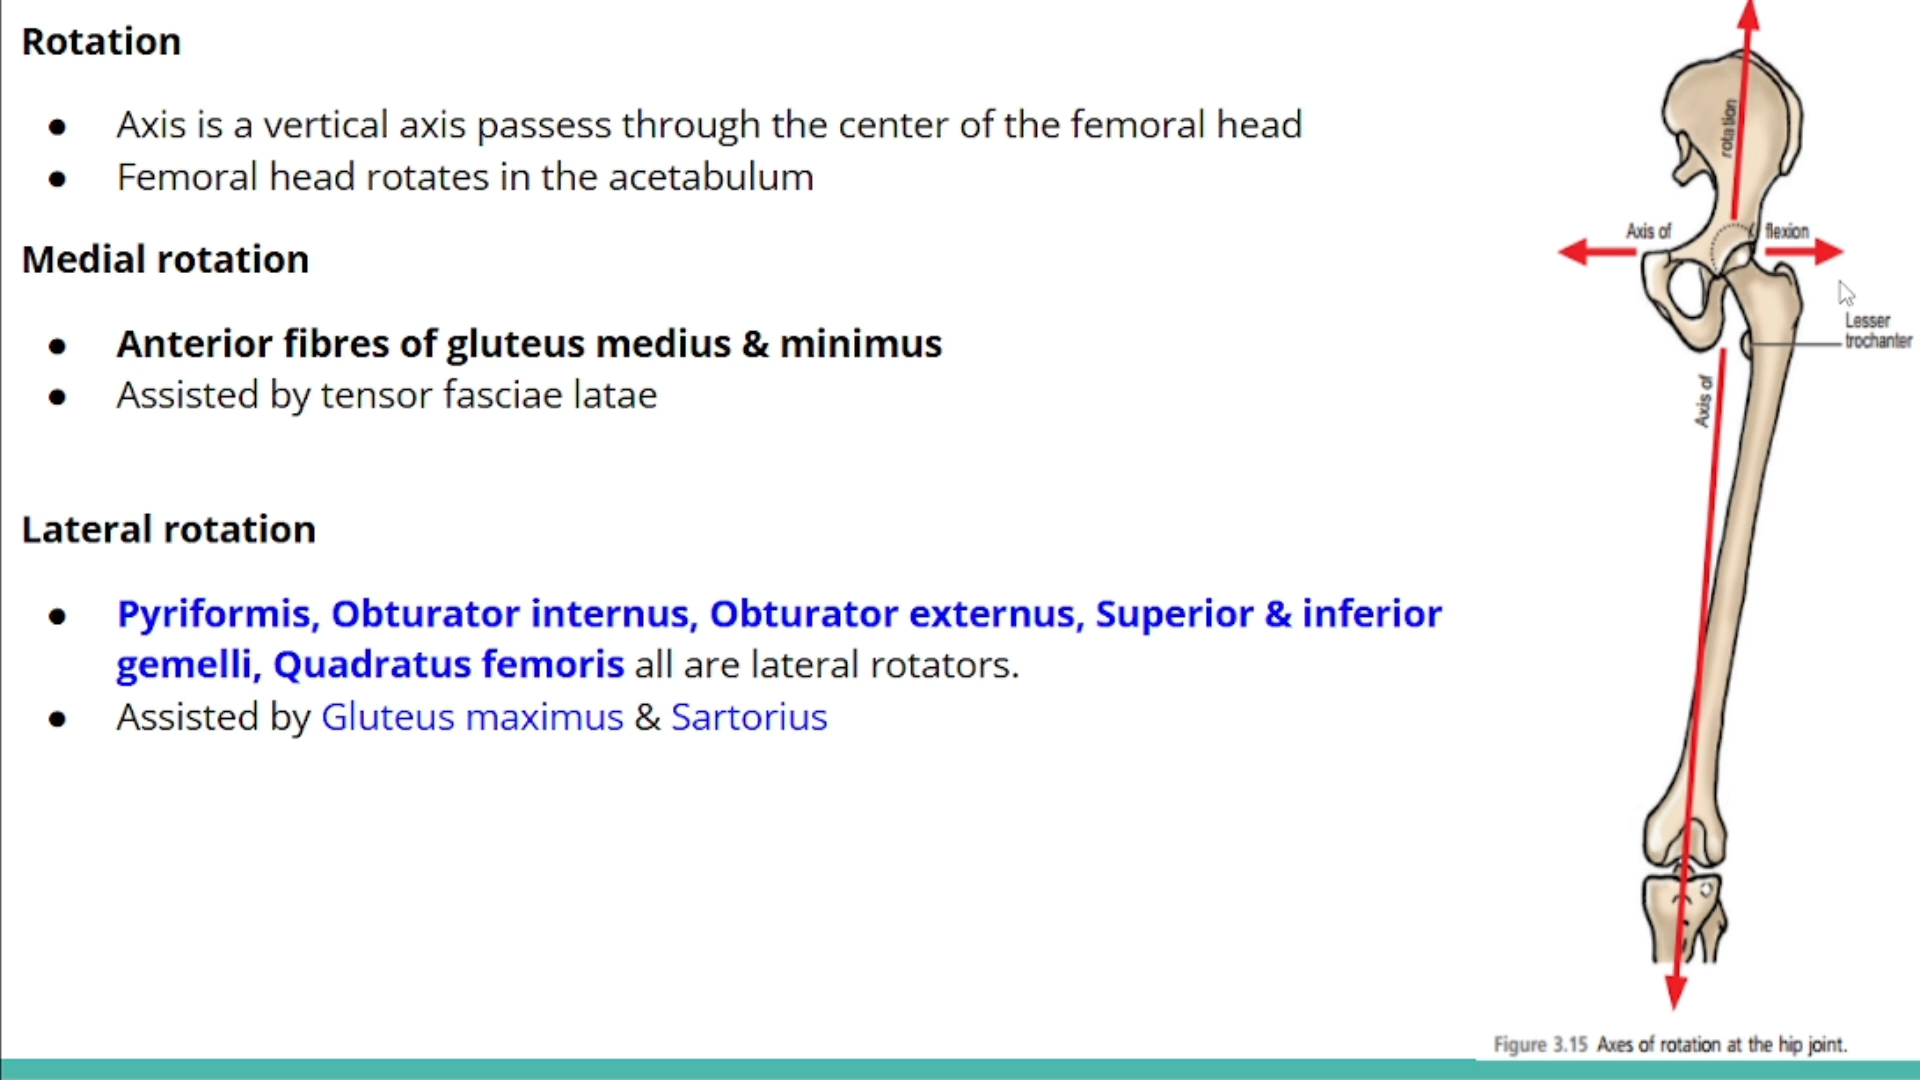 Rotation
● Axis is a vertical axis passess through the center of the femoral head
● Femoral head rotates in the acetabulum
Medial rotation
● Anterior fibres of gluteus medius & minimus
● Assisted by tensor fasciae latae
Lateral rotation
● Pyriformis, Obturator internus, Obturator externus, Superior & inferior
gemelli, Quadratus femoris all are lateral rotators.
● Assisted by Gluteus maximus & Sartorius
rotation
Axis of
flexion
Lesser
trochanter
Axis of
Figure 3.15 Axes of rotation at the hip joint.